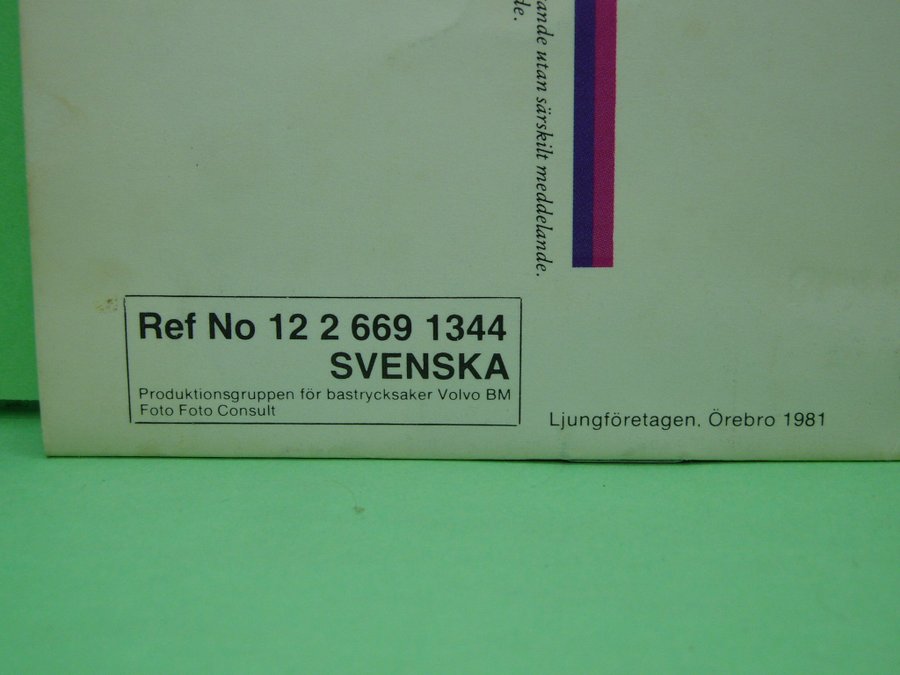 ande utan särskilt meddelande.
de.
Ref No 12 2 669 1344
SVENSKA
Produktionsgruppen för bastrycksaker Volvo BM
Foto Foto Consult
Ljungföretagen. Örebro 1981